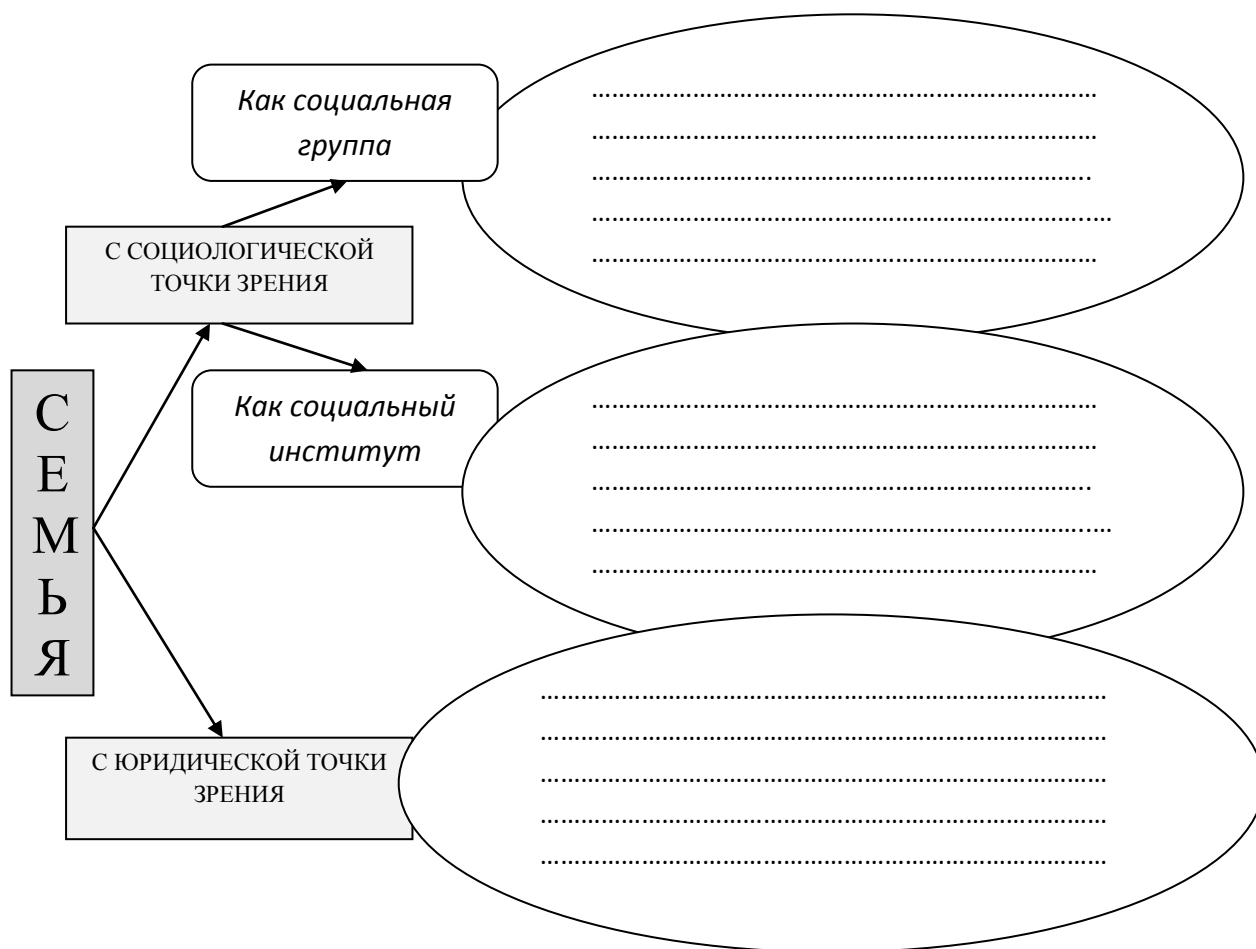 Как социальная
группа
…………………………………………………………………
…………………………………………………………………
………………………………………………………………..
…………………………………………………………………..
…………………………………………………………………
С СОЦИОЛОГИЧЕСКОЙ
ТОЧКИ ЗРЕНИЯ
Как социальный
институт
…………………………………………………………………
…………………………………………………………………
………………………………………………………………..
…………………………………………………………………..
…………………………………………………………………
С
Е
М
Ь
Я
С ЮРИДИЧЕСКОЙ ТОЧКИ
ЗРЕНИЯ
…………………………………………………………………………
…………………………………………………………………………
…………………………………………………………………………
…………………………………………………………………………
…………………………………………………………………………